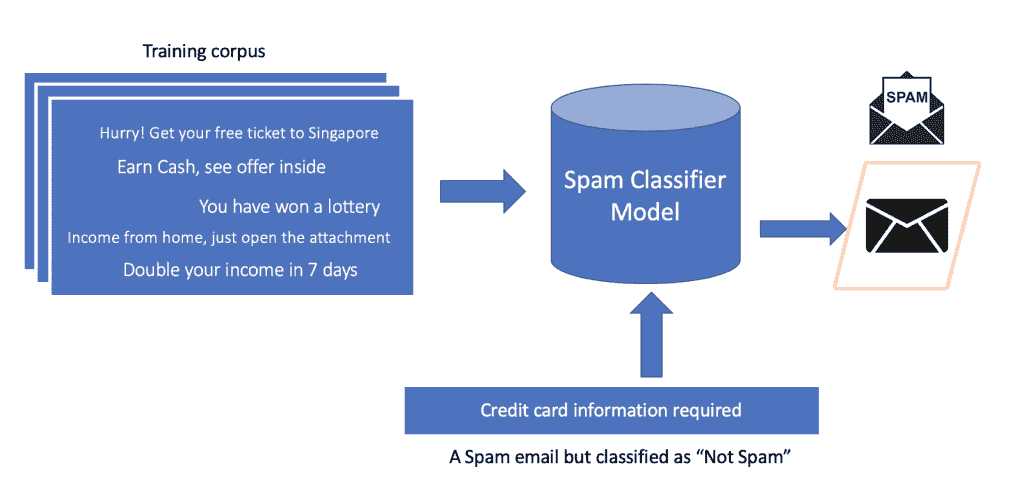 Training corpus
Hurry! Get your free ticket to Singapore
Earn Cash, see offer inside
You have won a lottery
Income from home, just open the attachment
Double your income in 7 days
Spam Classifier
Model
SPAM
Credit card information required
A Spam email but classified as “Not Spam”